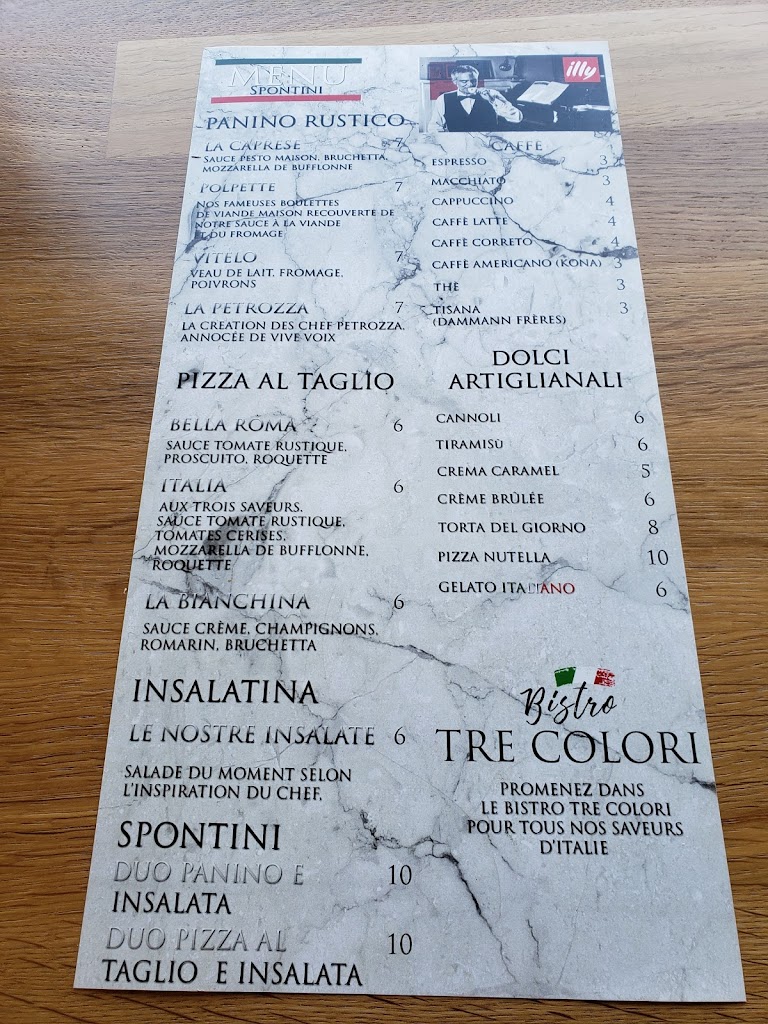 MENU
SPONTINI
PANINO RUSTICO
LA CAPRESE 7
SAUCE PESTO MAISON, BRUCHETTA,
MOZZARELLA DE BUFFLONNE
POLPETTE 7
NOS FAMEUSES BOULETTES
DE VIANDE MAISON RECOUVERTE DE
NOTRE SAUCE À LA VIANDE
ET DU FROMAGE
VITELO 7
VEAU DE LAIT, FROMAGE,
POIVRONS
LA PETROZZA 7
LA CREATION DES CHEF PETROZZA,
ANNOCÉE DE VIVE VOIX
PIZZA AL TAGLIO
BELLA ROMA 6
SAUCE TOMATE RUSTIQUE,
PROSCUITO, ROQUETTE
ITALIA 6
AUX TROIS SAVEURS,
SAUCE TOMATE RUSTIQUE,
TOMATES CERISES,
MOZZARELLA DE BUFFLONNE,
ROQUETTE
LA BIANCHINA 6
SAUCE CRÈME, CHAMPIGNONS,
ROMARIN, BRUCHETTA
INSALATINA
LE NOSTRE INSALATE 6
SALADE DU MOMENT SELON
L'INSPIRATION DU CHEF,
SPONTINI
DUO PANINO E 10
INSALATA
DUO PIZZA AL 10
TAGLIO E INSALATA
illy
CAFFÈ
ESPRESSO 3
MACCHIATO 3
CAPPUCCINO 4
CAFFÈ LATTE 4
CAFFÈ CORRETO 4
CAFFÈ AMERICANO (KONA) 3
THÈ 3
TISANA 3
(DAMMANN FRÈRES)
DOLCI
ARTIGLIANALI
CANNOLI 6
TIRAMISÙ 6
CREMA CARAMEL 5
CRÈME BRÛLÉE 6
TORTA DEL GIORNO 8
PIZZA NUTELLA 10
GELATO ITALIANO 6
Bistro
TRE COLORI
PROMENEZ DANS
LE BISTRO TRE COLORI
POUR TOUS NOS SAVEURS
D'ITALIE